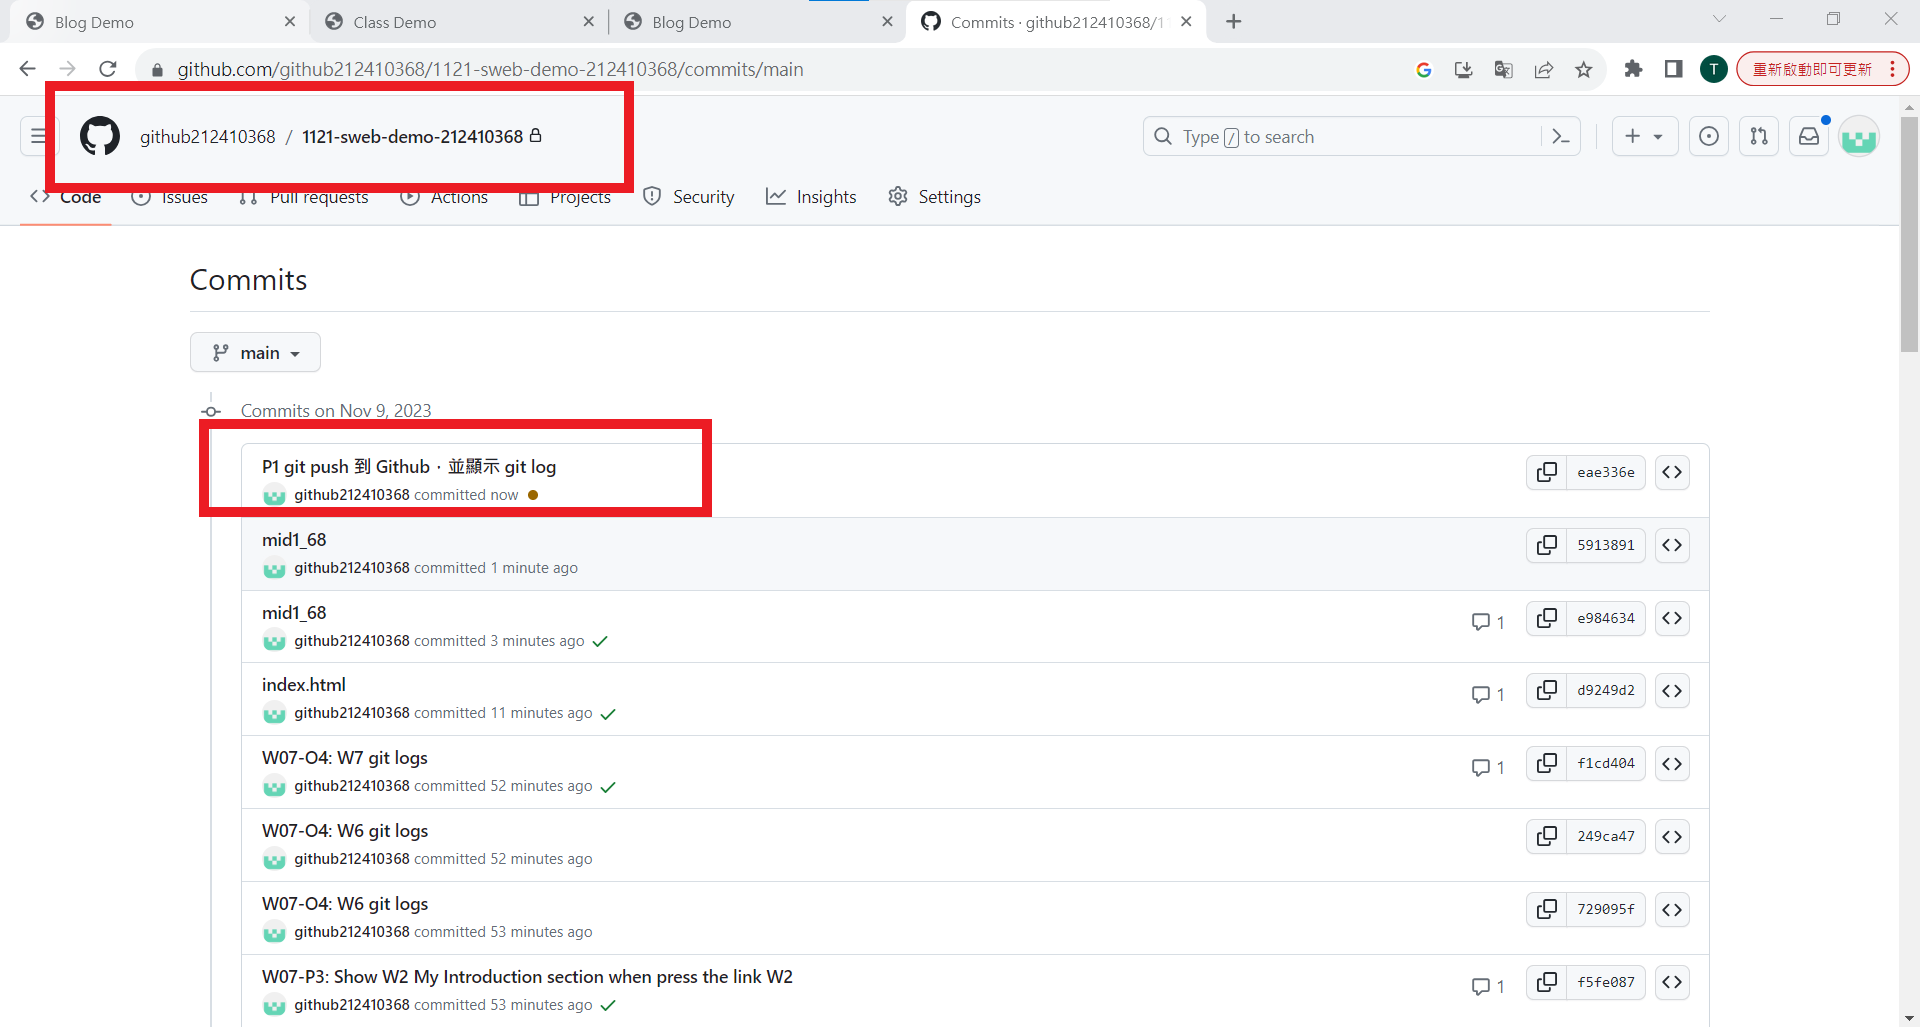 Blog Demo
Class Demo
Blog Demo
Commits · github212410368/11
github.com/github212410368/1121-sweb-demo-212410368/commits/main
T
重新啟動即可更新
github212410368 / 1121-sweb-demo-212410368
Type / to search
Code
Issues
Pull requests
Actions
Projects
Security
Insights
Settings
Commits
main
Commits on Nov 9, 2023
P1 git push 到 Github，並顯示 git log
github212410368 committed now
eae336e
mid1_68
github212410368 committed 1 minute ago
5913891
mid1_68
github212410368 committed 3 minutes ago
1
e984634
index.html
github212410368 committed 11 minutes ago
1
d9249d2
W07-O4: W7 git logs
github212410368 committed 52 minutes ago
1
f1cd404
W07-O4: W6 git logs
github212410368 committed 52 minutes ago
249ca47
W07-O4: W6 git logs
github212410368 committed 53 minutes ago
729095f
W07-P3: Show W2 My Introduction section when press the link W2
github212410368 committed 53 minutes ago
1
f5fe087